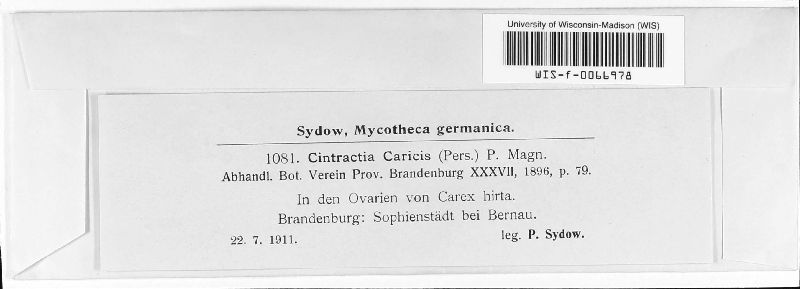 University of Wisconsin-Madison (WIS)
WIS-f-0066978
Sydow, Mycotheca germanica.
1081. Cintractia Caricis (Pers.) P. Magn.
Abhandl. Bot. Verein Prov. Brandenburg XXXVII, 1896, p. 79.
In den Ovarien von Carex hirta.
Brandenburg: Sophienstädt bei Bernau.
22. 7. 1911. leg. P. Sydow.